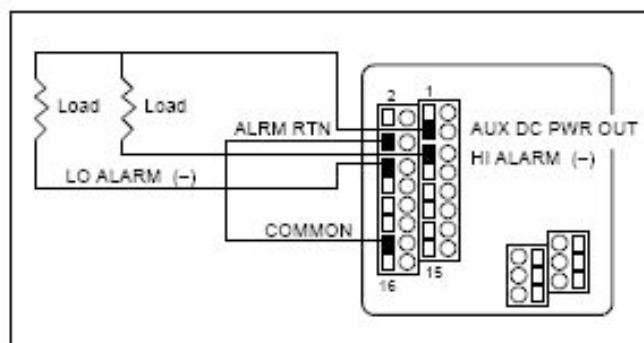 2 1
Load Load
ALRM RTN AUX DC PWR OUT
HI ALARM (–)
LO ALARM (–)
COMMON
16 15